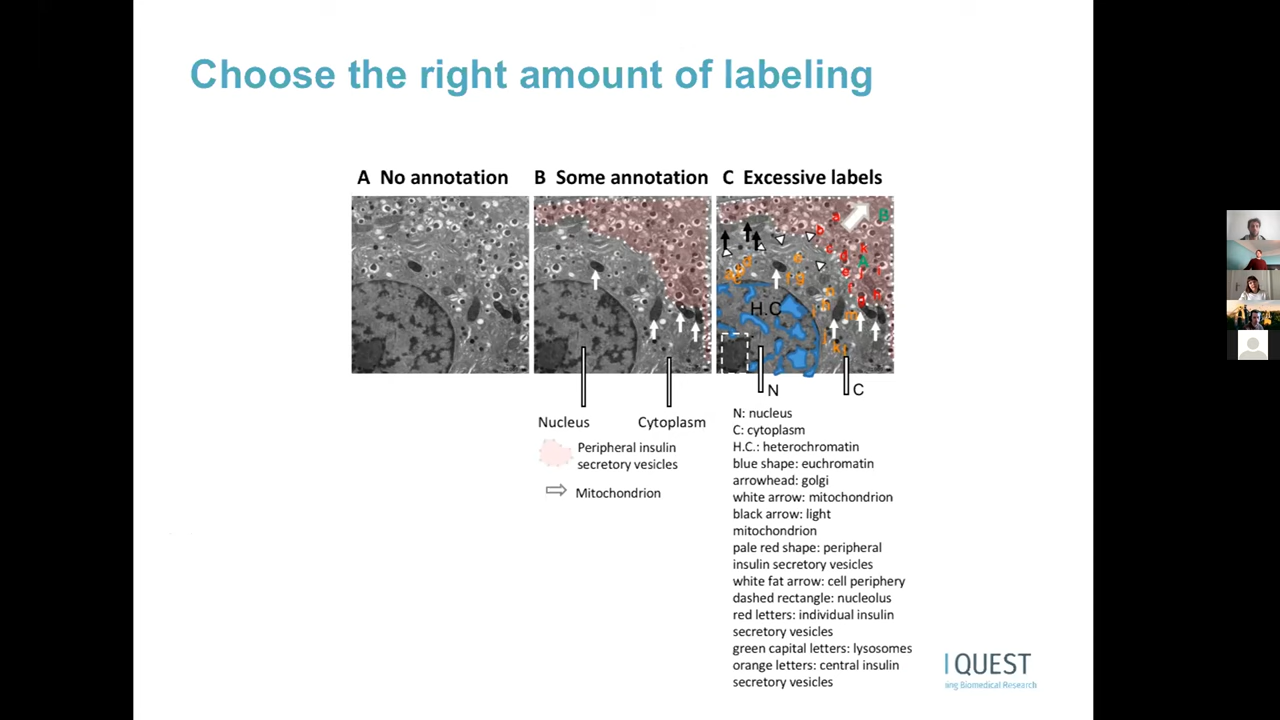 Choose the right amount of labeling
A No annotation
B Some annotation
C Excessive labels
B
H.C
N
C
Nucleus
Cytoplasm
Peripheral insulin
secretory vesicles
Mitochondrion
N: nucleus
C: cytoplasm
H.C.: heterochromatin
blue shape: euchromatin
arrowhead: golgi
white arrow: mitochondrion
black arrow: light
mitochondrion
pale red shape: peripheral
insulin secretory vesicles
white fat arrow: cell periphery
dashed rectangle: nucleolus
red letters: individual insulin
secretory vesicles
green capital letters: lysosomes
orange letters: central insulin
secretory vesicles
QUEST
ing Biomedical Research